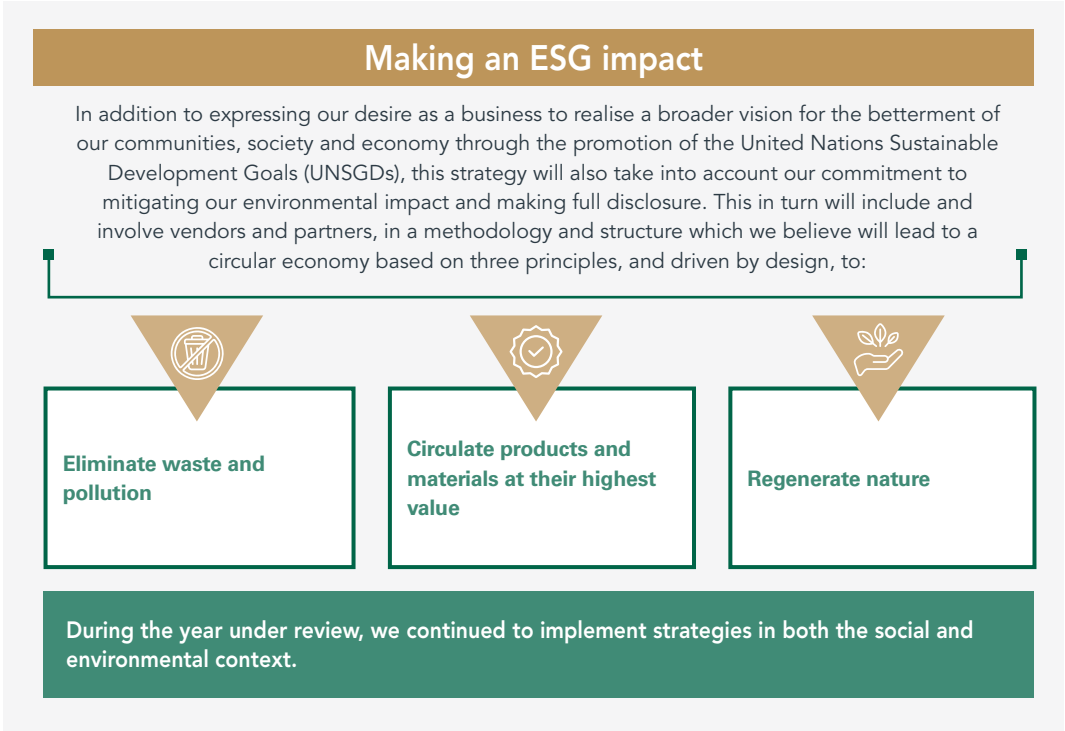 Making an ESG impact
In addition to expressing our desire as a business to realise a broader vision for the betterment of
our communities, society and economy through the promotion of the United Nations Sustainable
Development Goals (UNSGDs), this strategy will also take into account our commitment to
mitigating our environmental impact and making full disclosure. This in turn will include and
involve vendors and partners, in a methodology and structure which we believe will lead to a
circular economy based on three principles, and driven by design, to:
Eliminate waste and
pollution
Circulate products and
materials at their highest
value
Regenerate nature
During the year under review, we continued to implement strategies in both the social and
environmental context.